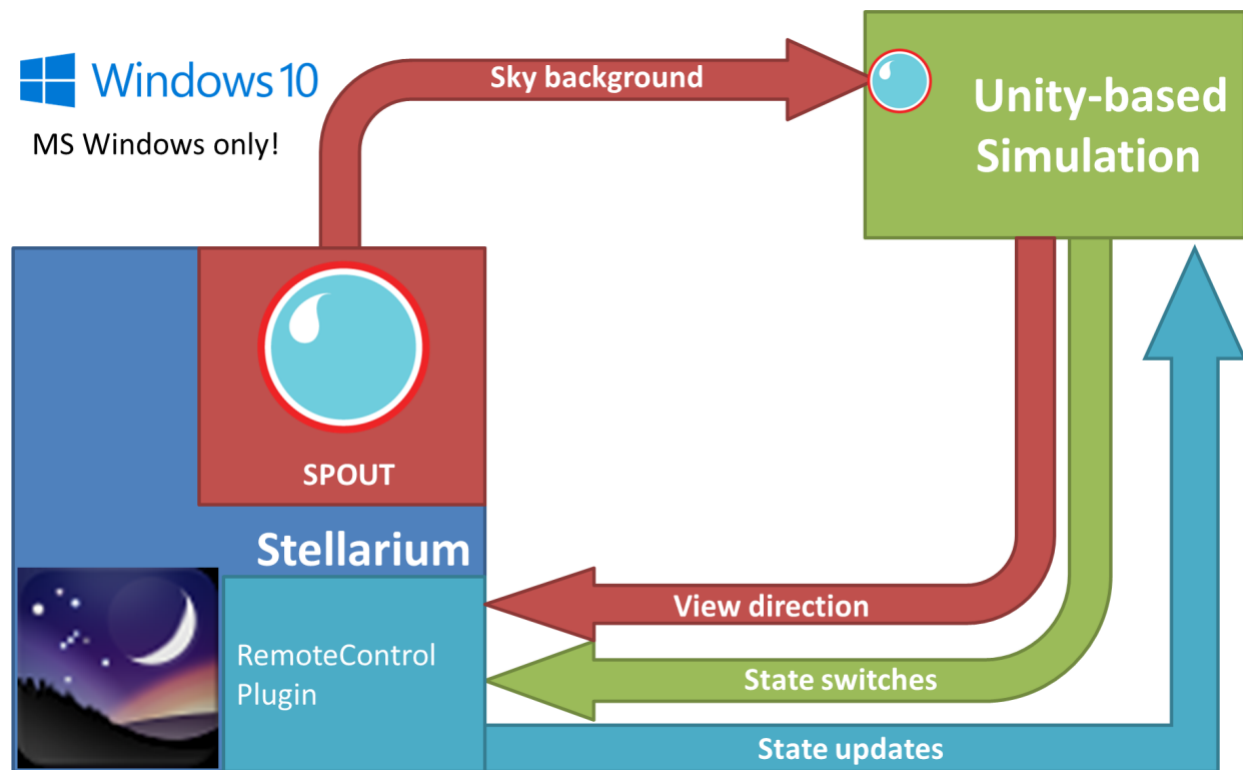 Windows 10
MS Windows only!
Sky background
Unity-based
Simulation
SPOUT
Stellarium
RemoteControl
Plugin
View direction
State switches
State updates